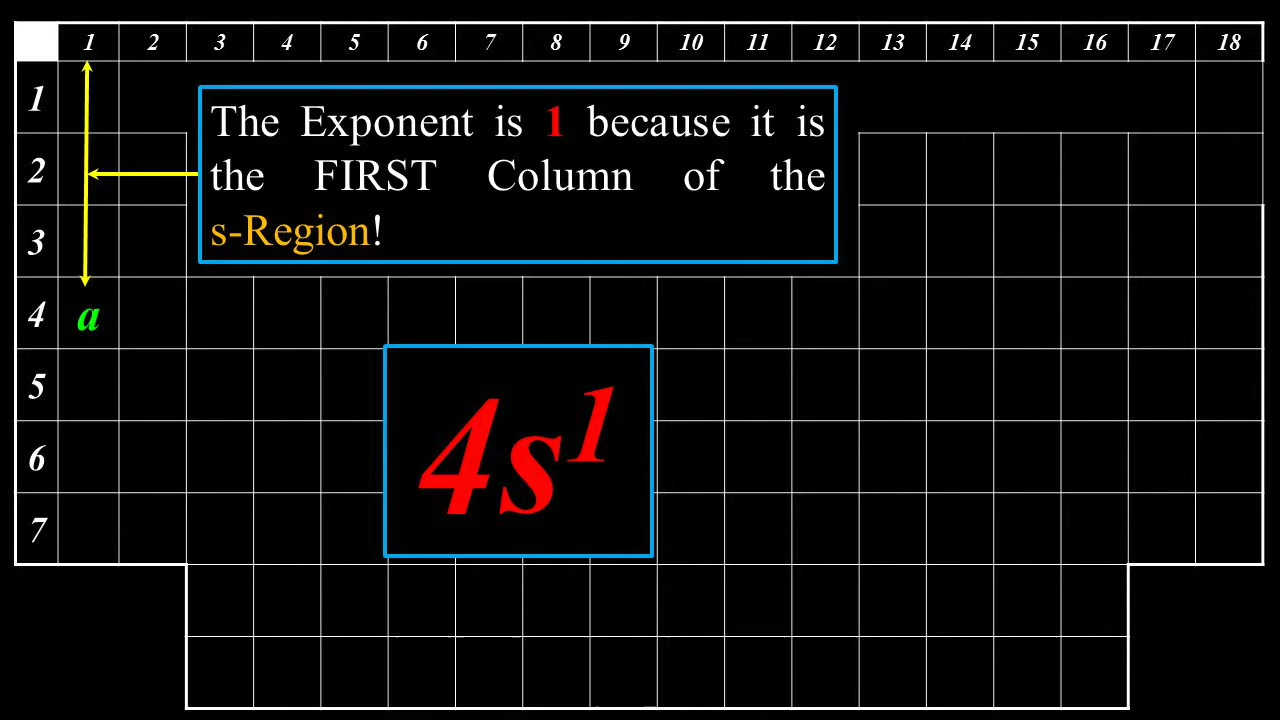 1 2 3 4 5 6 7 8 9 10 11 12 13 14 15 16 17 18
1
The Exponent is 1 because it is
2
the FIRST Column of the
s-Region!
3
4 a
5
4s¹
6
7